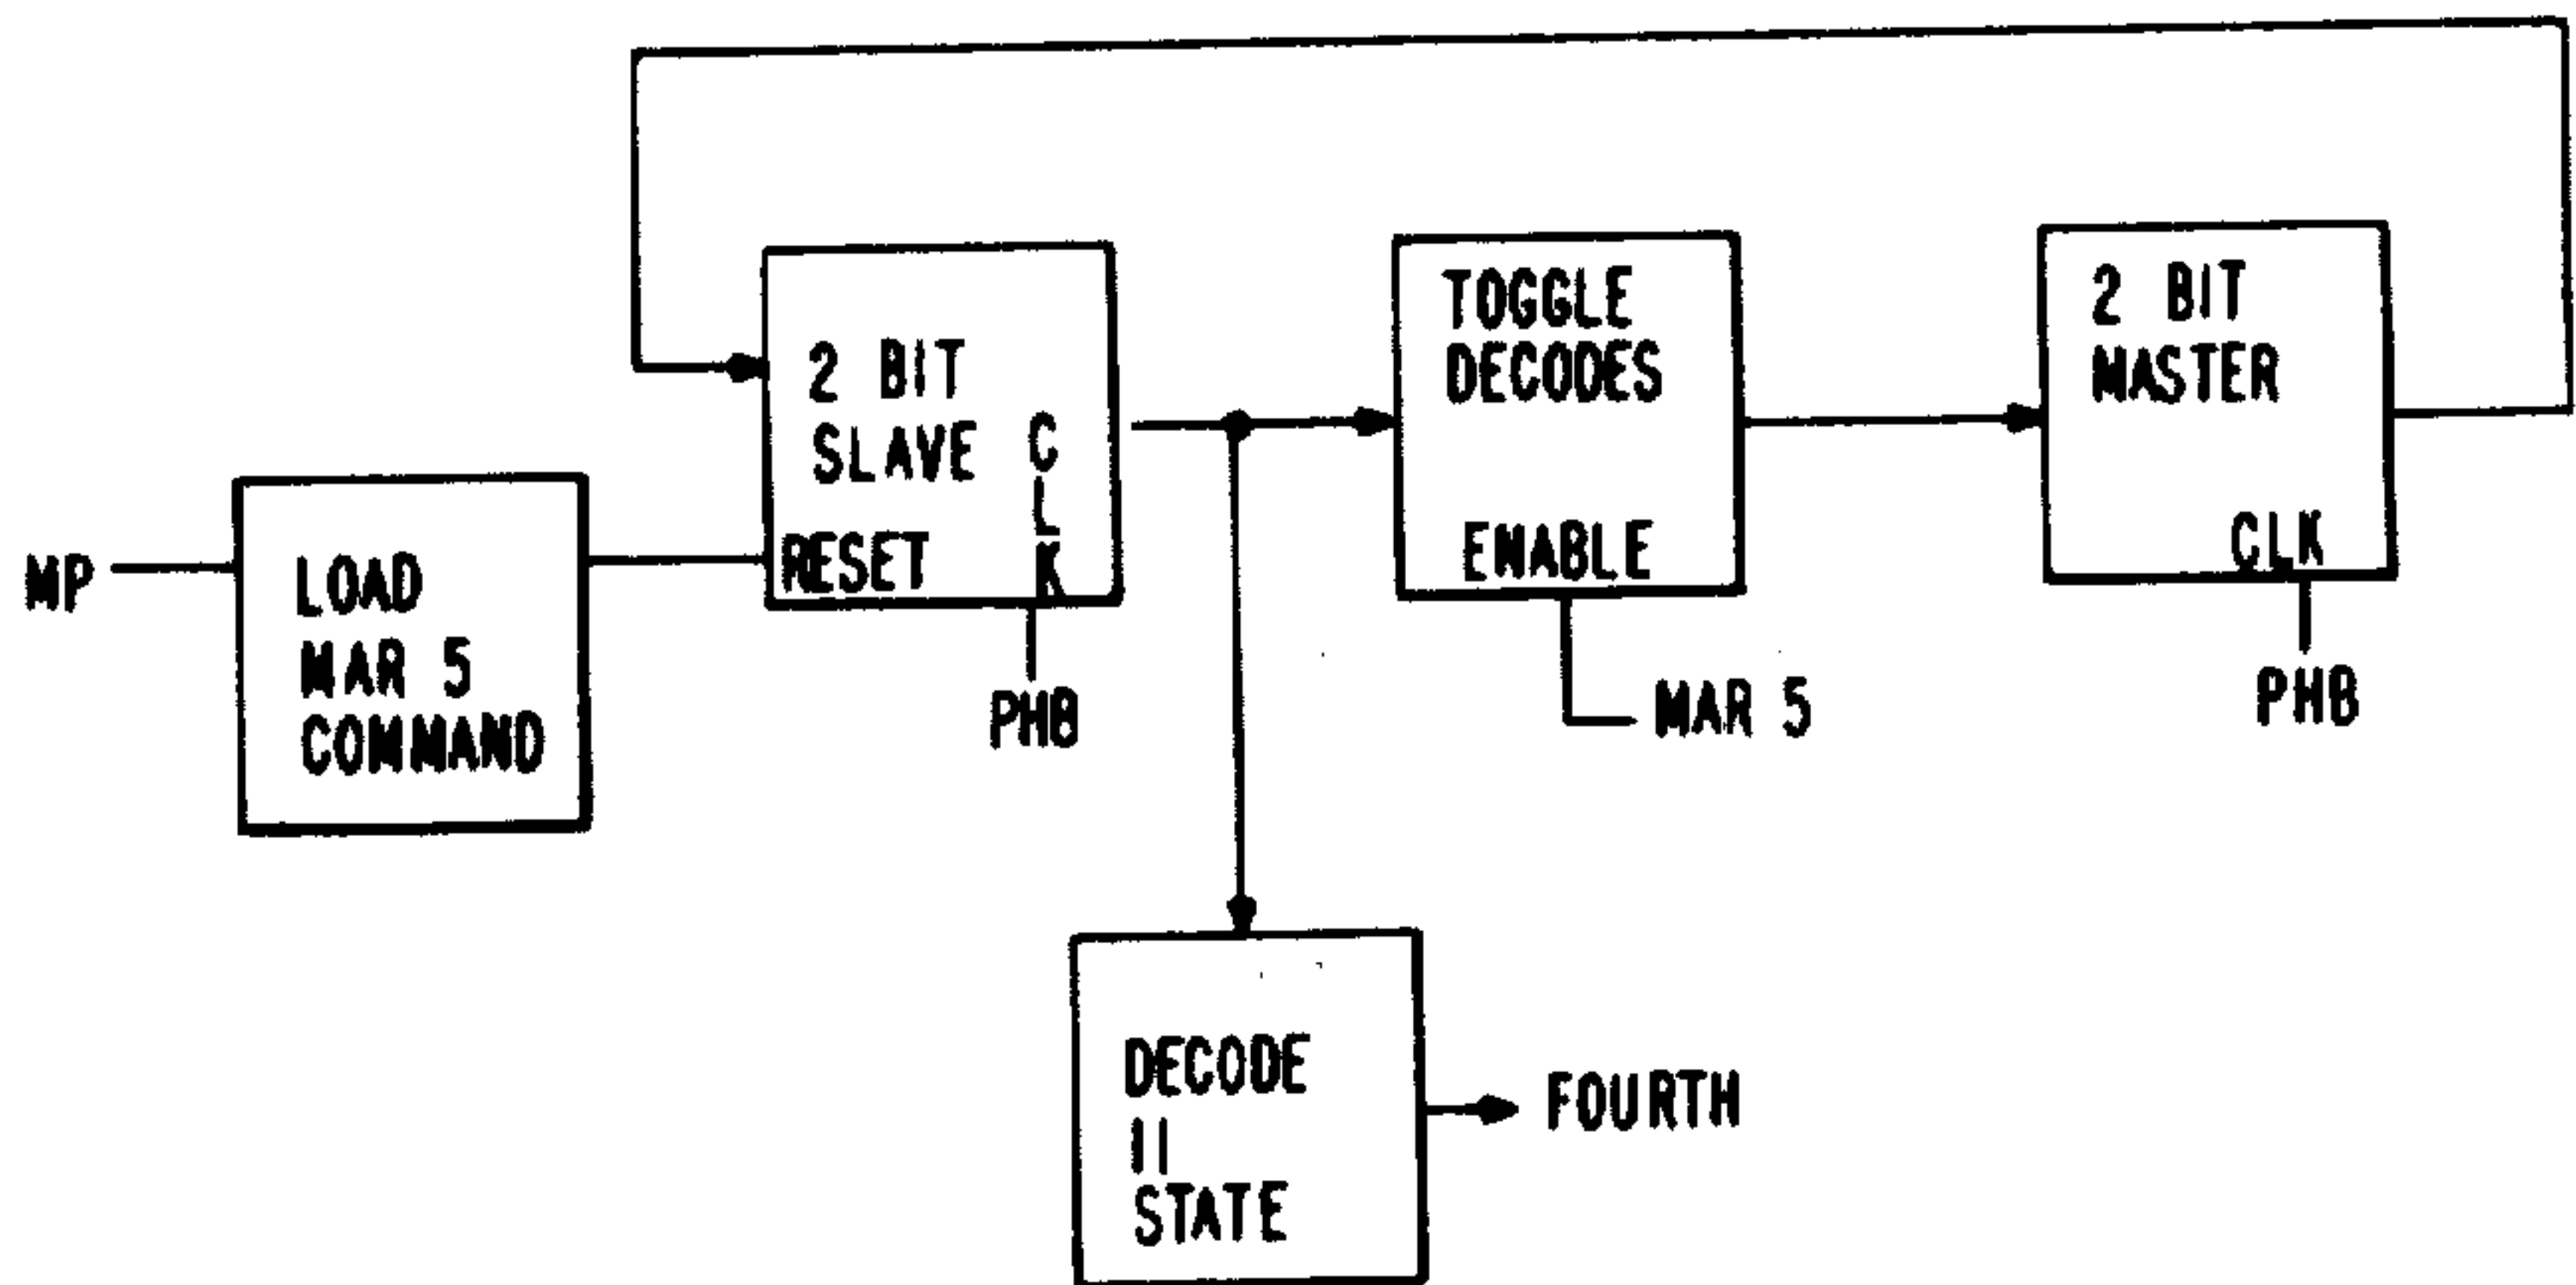 MP
LOAD
MAR 5
COMMAND
2 BIT
SLAVE
CLK
RESET
PHB
TOGGLE
DECODES
ENABLE
MAR 5
2 BIT
MASTER
CLK
PHB
DECODE
11
STATE
FOURTH